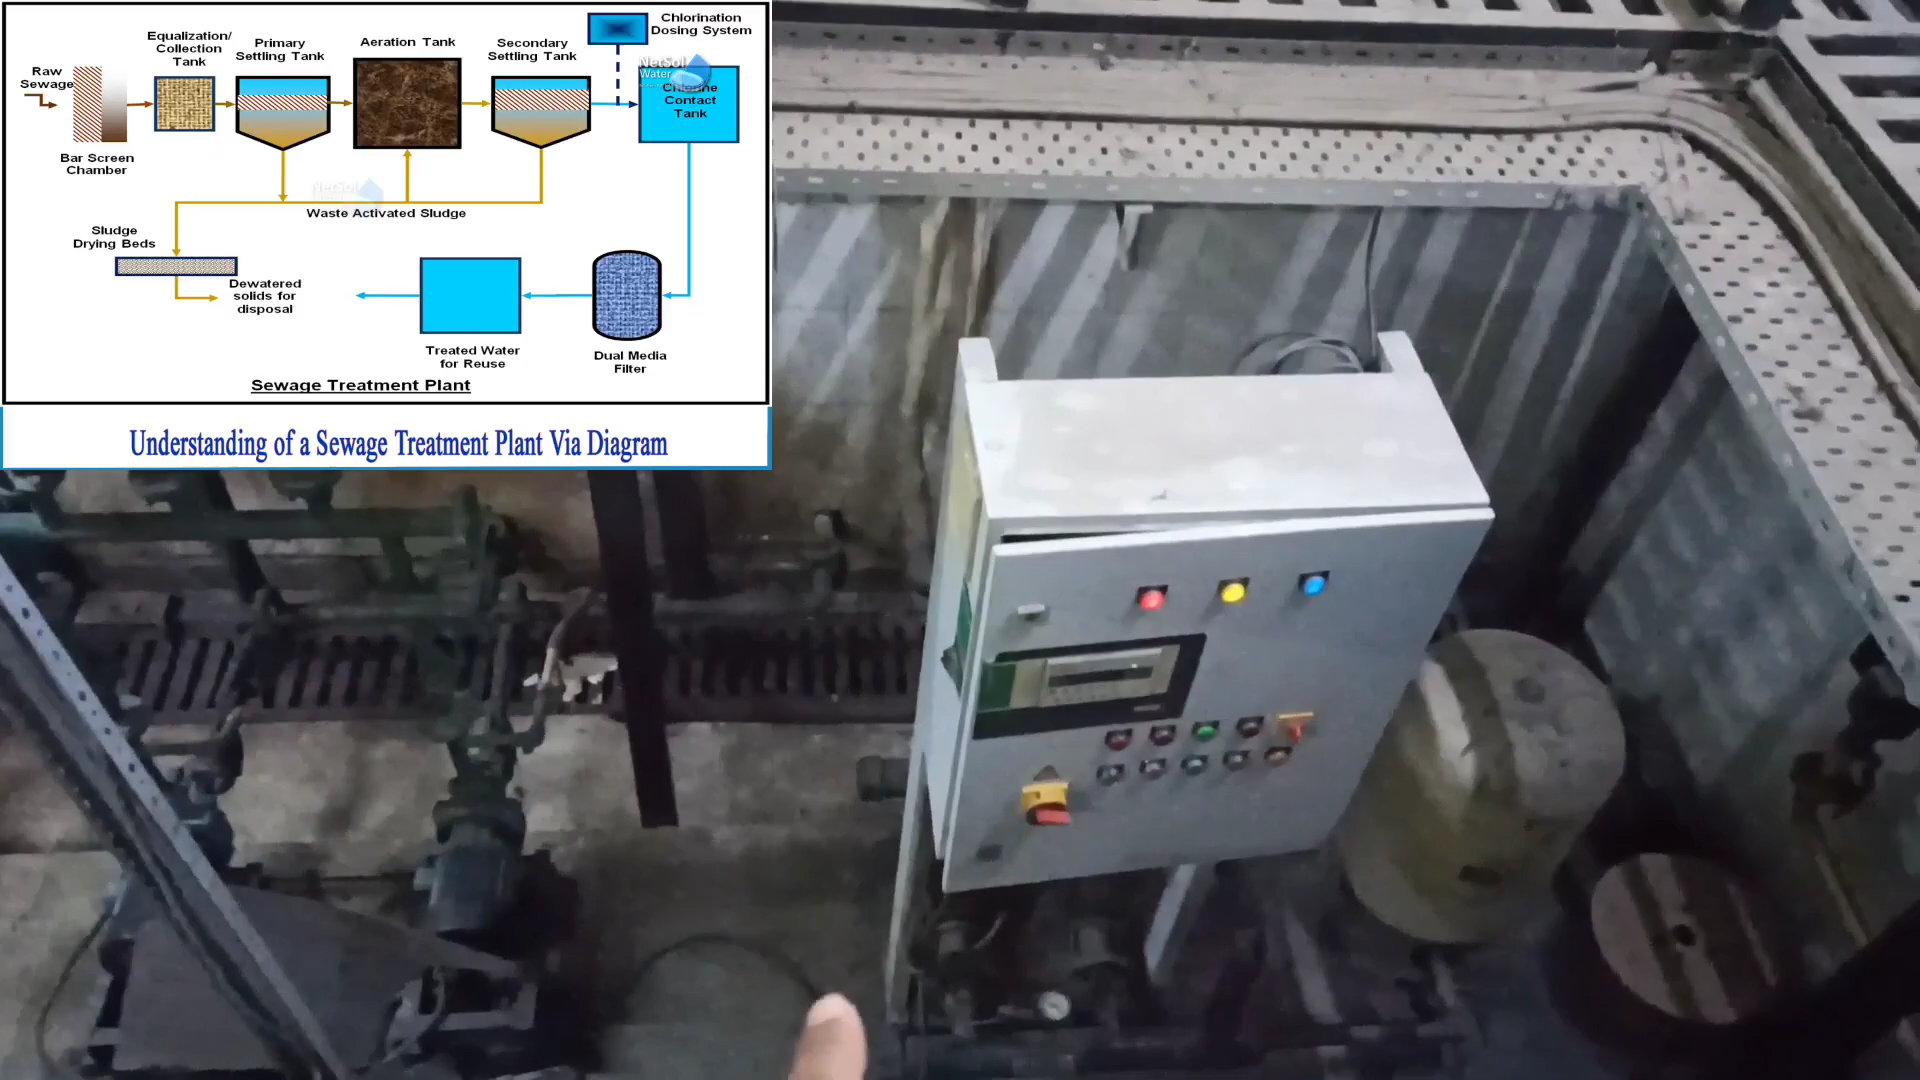 Chlorination
Dosing System
Equalization/
Collection
Tank
Primary
Settling Tank
Aeration Tank
Secondary
Settling Tank
Raw
Sewage
NetSol
Water
Chlorine
Contact
Tank
Bar Screen
Chamber
NetSol
Waste Activated Sludge
Sludge
Drying Beds
Dewatered
solids for
disposal
Treated Water
for Reuse
Dual Media
Filter
Sewage Treatment Plant
Understanding of a Sewage Treatment Plant Via Diagram